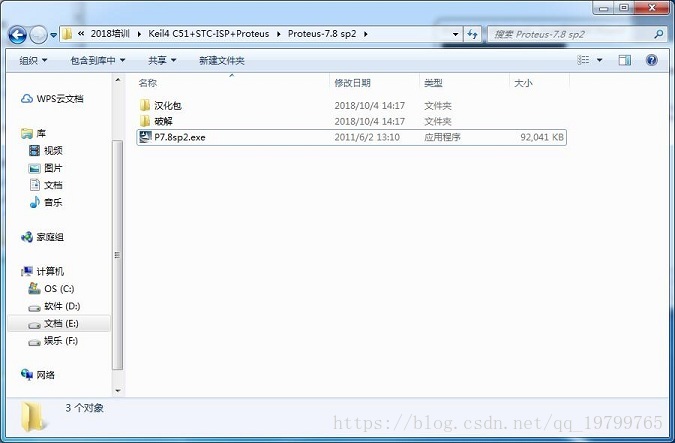 « 2018培训 ▸ Keil4 C51+STC-ISP+Proteus ▸ Proteus-7.8 sp2 ▸ 搜索 Proteus-7.8 sp2
组织 包含到库中 共享 新建文件夹
名称 修改日期 类型 大小
汉化包 2018/10/4 14:17 文件夹
破解 2018/10/4 14:17 文件夹
P7.8sp2.exe 2011/6/2 13:10 应用程序 92,041 KB
WPS云文档
库
视频
图片
文档
音乐
家庭组
计算机
OS (C:)
软件 (D:)
文档 (E:)
娱乐 (F:)
网络
3 个对象
https://blog.csdn.net/qq_19799765